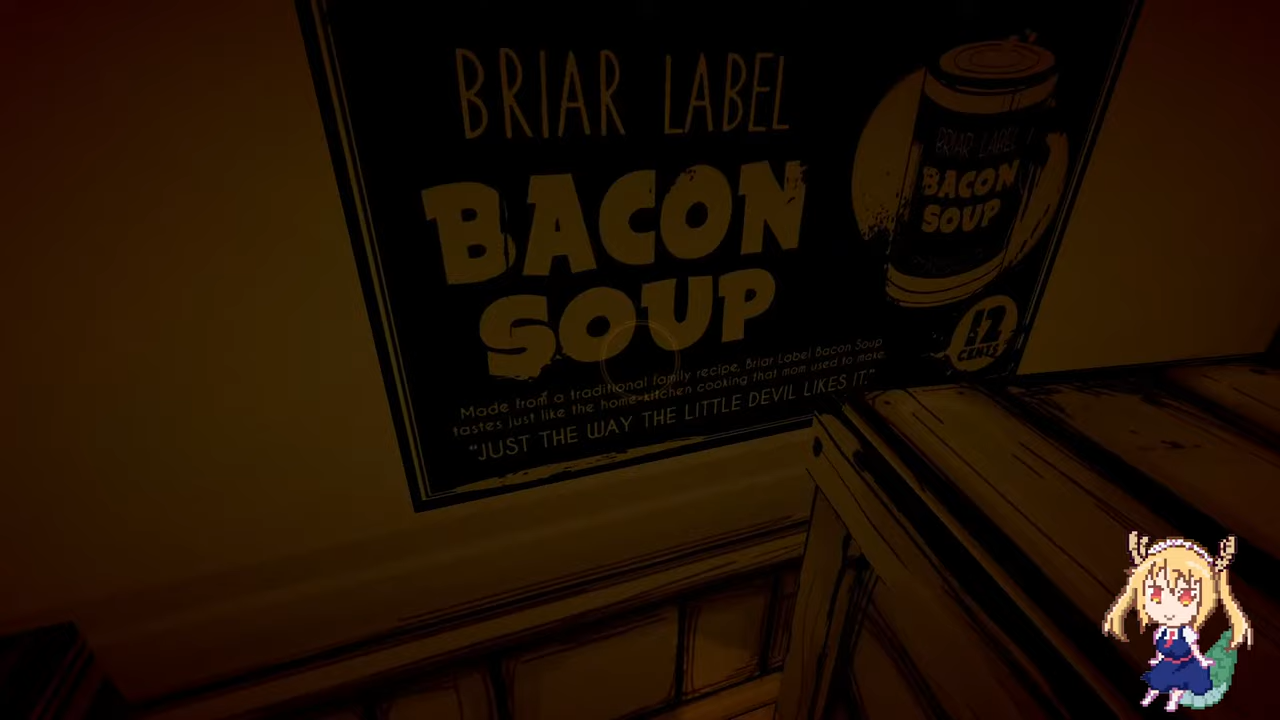 BRIAR LABEL
BACON
SOUP
Made from a traditional family recipe, Briar Label Bacon Soup
tastes just like the home-kitchen cooking that mom used to make.
"JUST THE WAY THE LITTLE DEVIL LIKES IT."
BRIAR LABEL
BACON
SOUP
12
CENTS